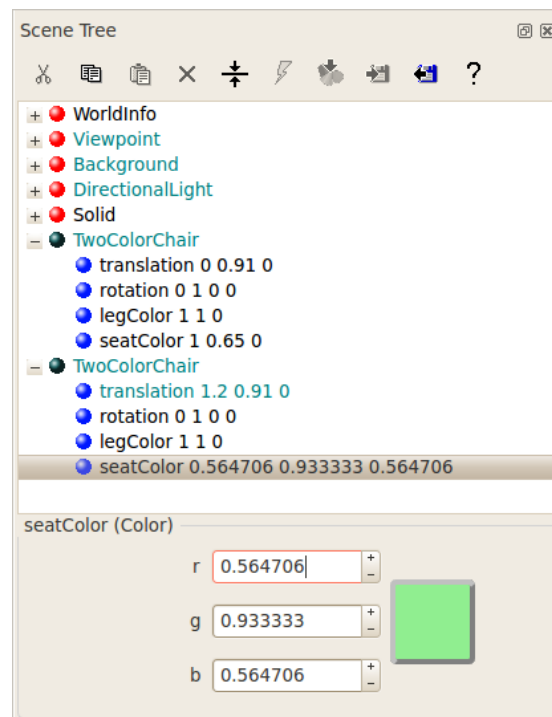 Scene Tree
?
WorldInfo
Viewpoint
Background
DirectionalLight
Solid
TwoColorChair
translation 0 0.91 0
rotation 0 1 0 0
legColor 1 1 0
seatColor 1 0.65 0
TwoColorChair
translation 1.2 0.91 0
rotation 0 1 0 0
legColor 1 1 0
seatColor 0.564706 0.933333 0.564706
seatColor (Color)
r 0.564706
g 0.933333
b 0.564706